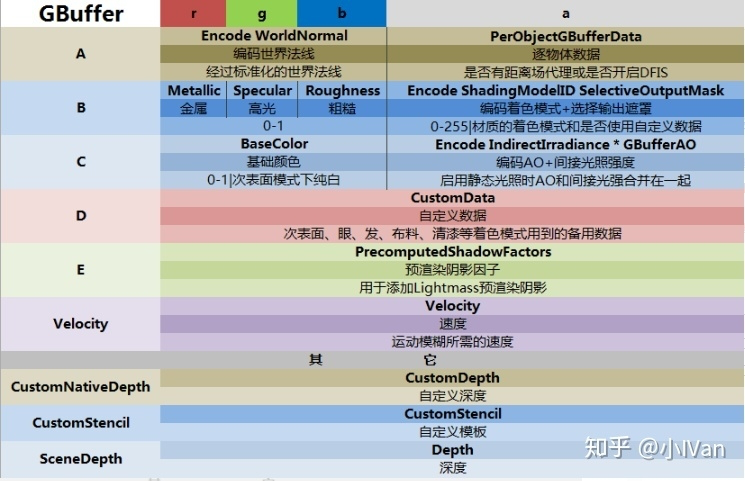 GBuffer r g b a
A
Encode WorldNormal PerObjectGBufferData
编码世界法线 逐物体数据
经过标准化的世界法线 是否有距离场代理或是否开启DFIS
B
Metallic Specular Roughness Encode ShadingModelID SelectiveOutputMask
金属 高光 粗糙 编码着色模式+选择输出遮罩
0-1 0-255|材质的着色模式和是否使用自定义数据
C
BaseColor Encode IndirectIrradiance * GBufferAO
基础颜色 编码AO+间接光照强度
0-1|次表面模式下纯白 启用静态光照时AO和间接光强合并在一起
D
CustomData
自定义数据
次表面、眼、发、布料、清漆等着色模式用到的备用数据
E
PrecomputedShadowFactors
预渲染阴影因子
用于添加Lightmass预渲染阴影
Velocity
Velocity
速度
运动模糊所需的速度
其 它
CustomNativeDepth
CustomDepth
自定义深度
CustomStencil
CustomStencil
自定义模板
SceneDepth
Depth
深度
知乎 @小IVan